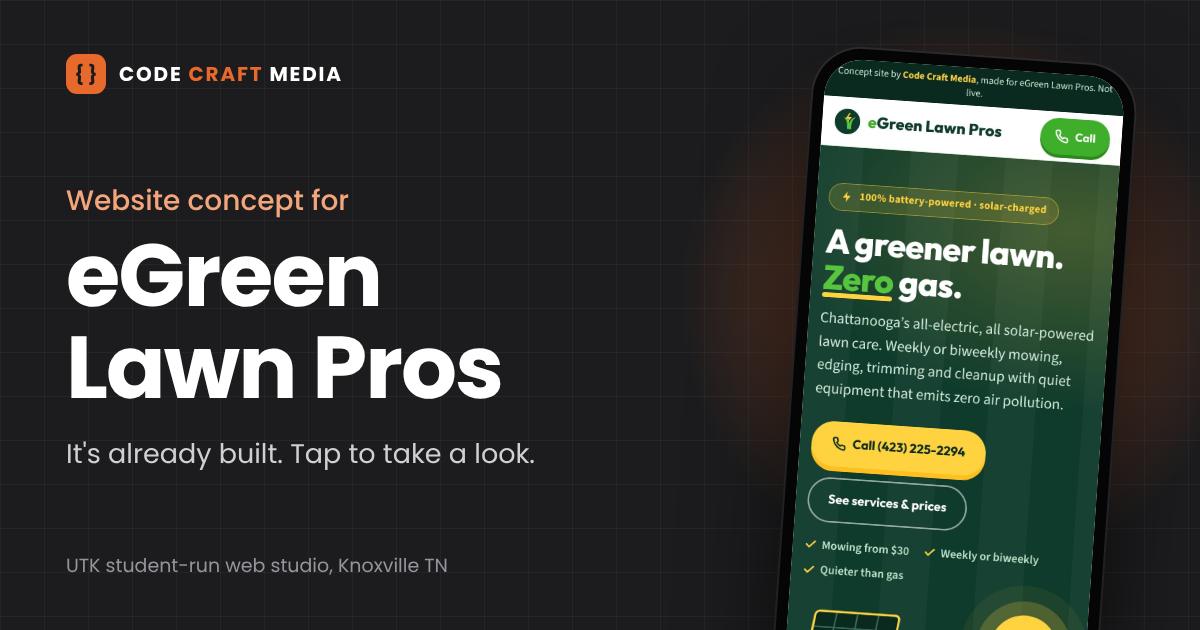 { } CODE CRAFT MEDIA
Website concept for
eGreen
Lawn Pros
It's already built. Tap to take a look.
UTK student-run web studio, Knoxville TN
Concept site by Code Craft Media, made for eGreen Lawn Pros. Not
live.
eGreen Lawn Pros
Call
100% battery-powered · solar-charged
A greener lawn.
Zero gas.
Chattanooga’s all-electric, all solar-powered
lawn care. Weekly or biweekly mowing,
edging, trimming and cleanup with quiet
equipment that emits zero air pollution.
Call (423) 225-2294
See services & prices
Mowing from $30
Weekly or biweekly
Quieter than gas